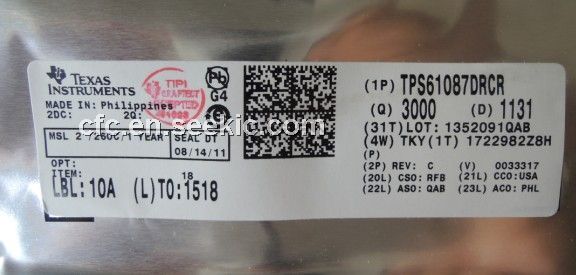 TEXAS INSTRUMENTS
MADE IN: Philippines
2DC: 2Q:
TIPI
Pb
G4
MSL 2 /260C/1 YEAR SEAL DT
08/14/11
OPT:
ITEM:
18
LBL: 10A (L)TO:1518
(1P) TPS61087DRCR
(Q) 3000 (D) 1131
(31T) LOT: 1352091QAB
(4W) TKY(1T) 1722982Z8H
(P)
(2P) REV: C (V) 0033317
(20L) CSO: RFB (21L) CCO:USA
(22L) ASO: QAB (23L) ACO: PHL
cfc.en.seekic.com